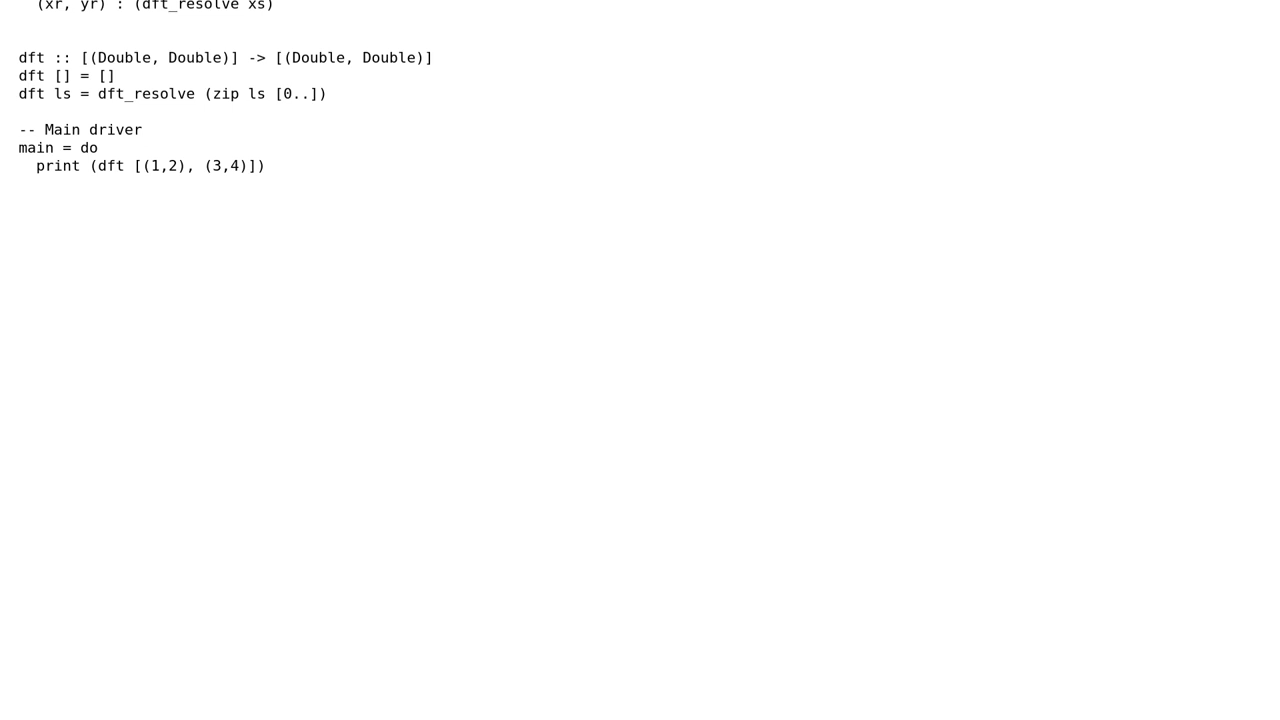 (xr, yr) : (dft_resolve xs)
dft :: [(Double, Double)] -> [(Double, Double)]
dft [] = []
dft ls = dft_resolve (zip ls [0..])
-- Main driver
main = do
print (dft [(1,2), (3,4)])